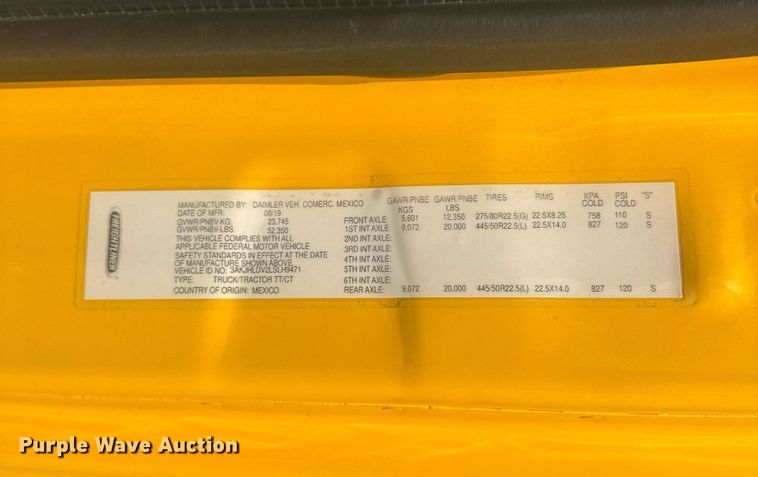 FREIGHTLINER
MANUFACTURED BY: DAIMLER VEH. COMERC. MEXICO
DATE OF MFR: 08/19
GVWR/PNBV-KG: 23,745
GVWR/PNBV-LBS: 52,350
THIS VEHICLE COMPLIES WITH ALL
APPLICABLE FEDERAL MOTOR VEHICLE
SAFETY STANDARDS IN EFFECT AT THE DATE
OF MANUFACTURE SHOWN ABOVE.
VEHICLE ID NO: 3AKJHLDV2LSLH9471
TYPE: TRUCK/TRACTOR TT/CT
COUNTRY OF ORIGIN: MEXICO
GAWR/PNBE KGS GAWR/PNBE LBS TIRES RIMS KPA COLD PSI COLD "S"
FRONT AXLE: 5,601 12,350 275/80R22.5(G) 22.5X8.25 758 110 S
1ST INT AXLE: 9,072 20,000 445/50R22.5(L) 22.5X14.0 827 120 S
2ND INT AXLE:
3RD INT AXLE:
4TH INT AXLE:
5TH INT AXLE:
6TH INT AXLE:
REAR AXLE: 9,072 20,000 445/50R22.5(L) 22.5X14.0 827 120 S
Purple Wave Auction